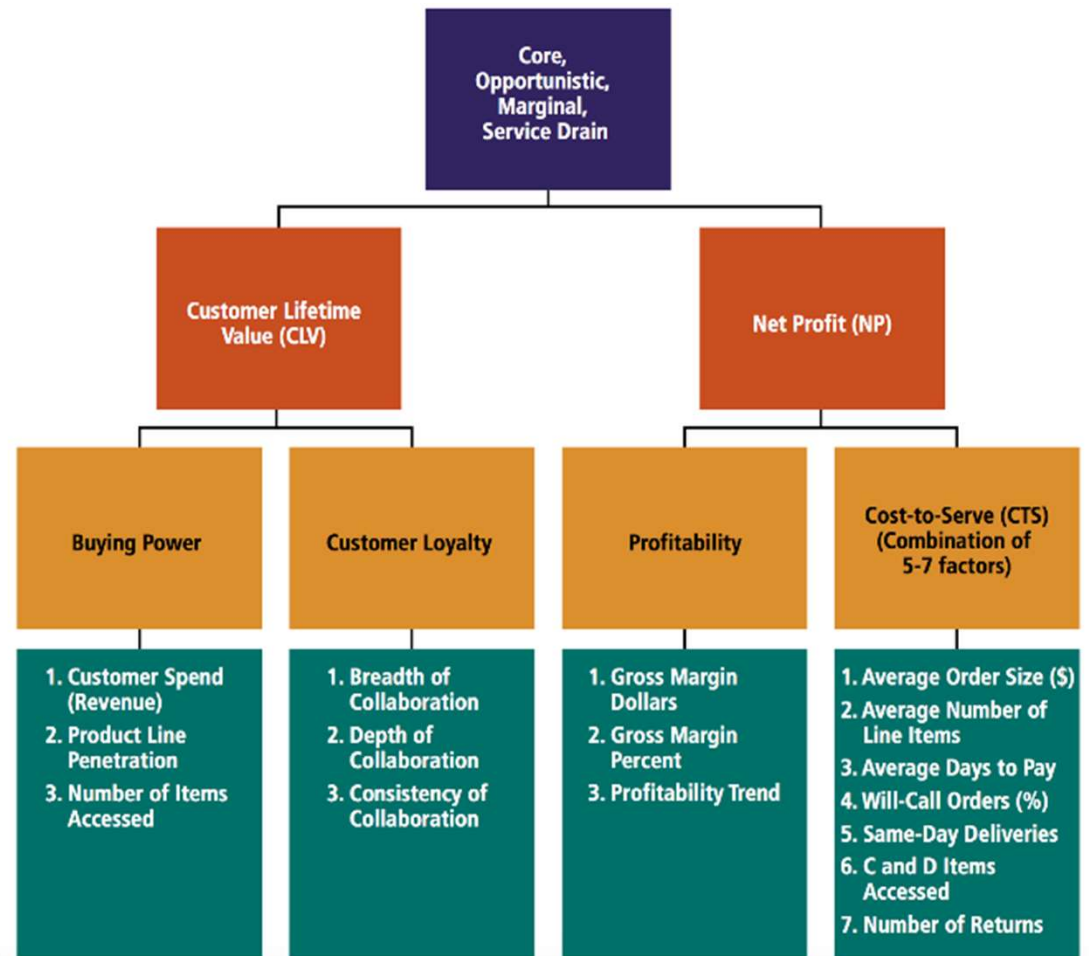 Core,
Opportunistic,
Marginal,
Service Drain
Customer Lifetime
Value (CLV)
Net Profit (NP)
Buying Power
Customer Loyalty
Profitability
Cost-to-Serve (CTS)
(Combination of
5-7 factors)
1. Customer Spend
(Revenue)
2. Product Line
Penetration
3. Number of Items
Accessed
1. Breadth of
Collaboration
2. Depth of
Collaboration
3. Consistency of
Collaboration
1. Gross Margin
Dollars
2. Gross Margin
Percent
3. Profitability Trend
1. Average Order Size ($)
2. Average Number of
Line Items
3. Average Days to Pay
4. Will-Call Orders (%)
5. Same-Day Deliveries
6. C and D Items
Accessed
7. Number of Returns